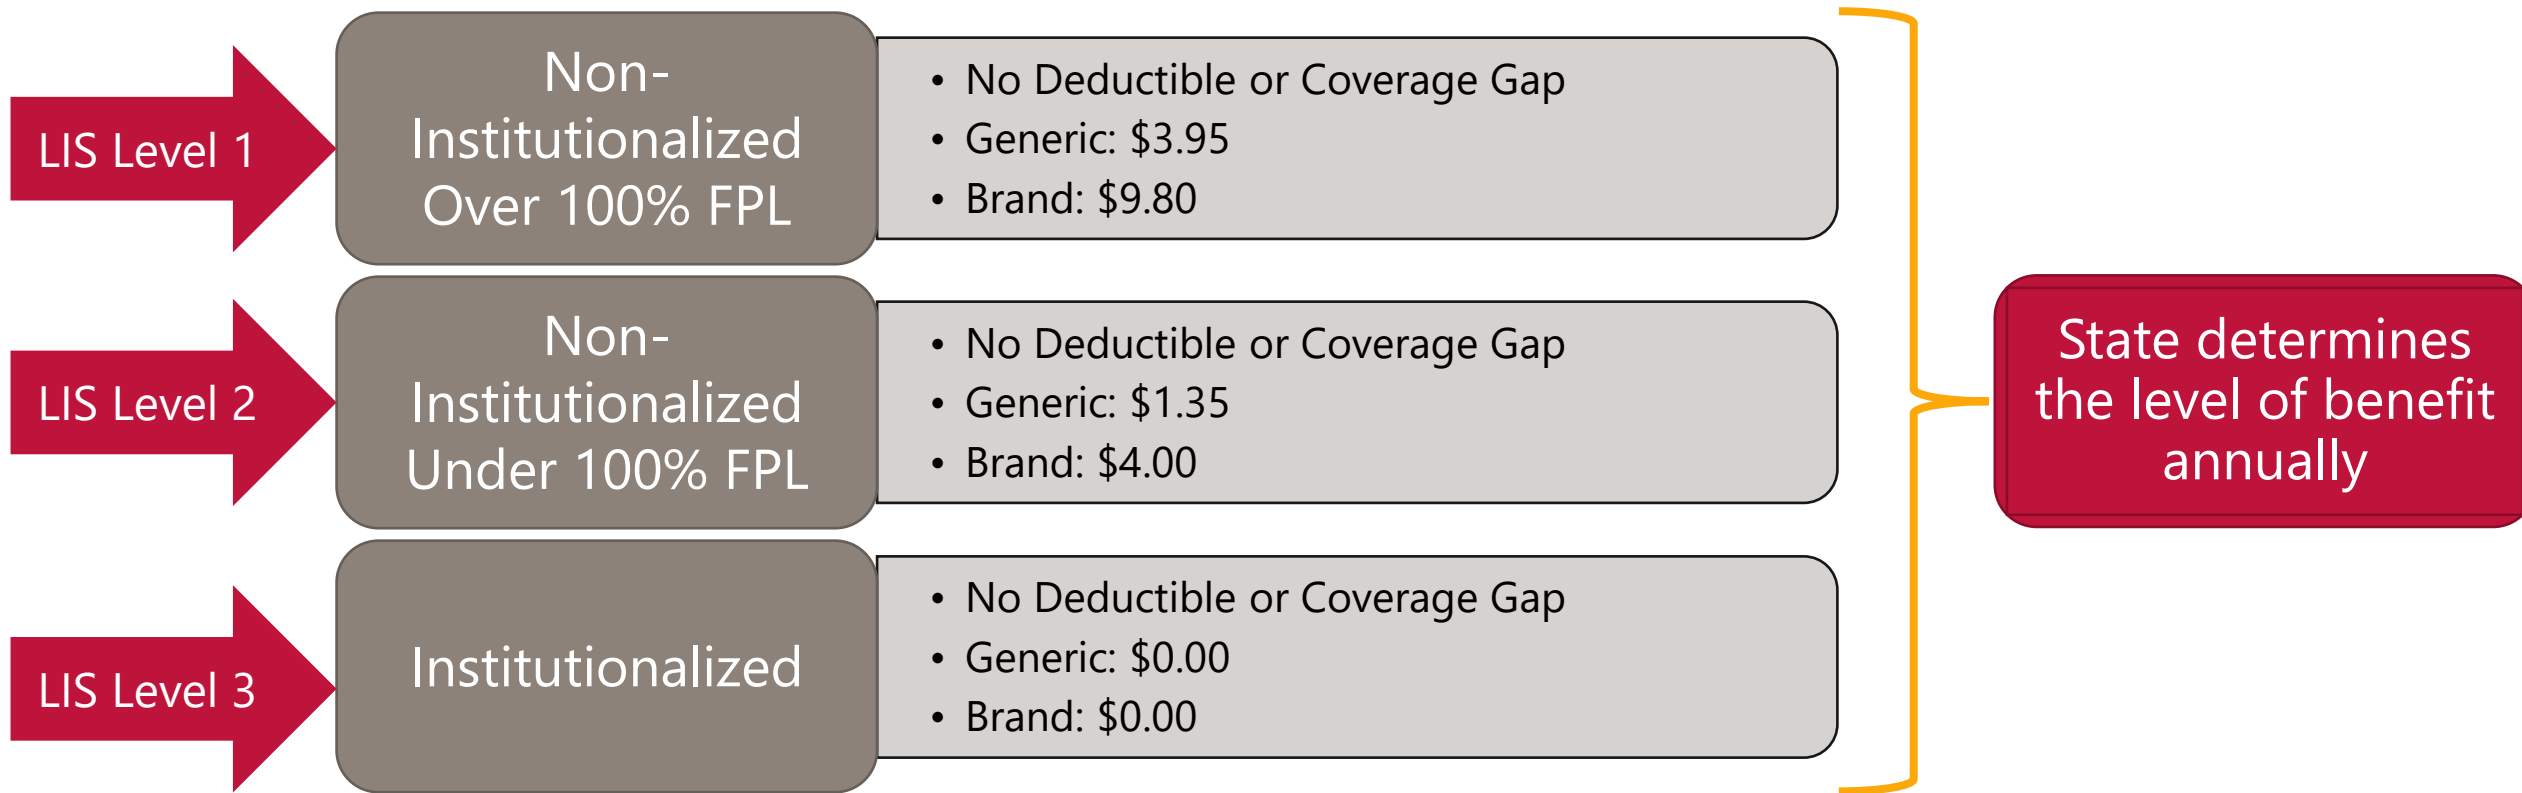 LIS Level 1
Non-
Institutionalized
Over 100% FPL
• No Deductible or Coverage Gap
• Generic: $3.95
• Brand: $9.80
LIS Level 2
Non-
Institutionalized
Under 100% FPL
• No Deductible or Coverage Gap
• Generic: $1.35
• Brand: $4.00
LIS Level 3
Institutionalized
• No Deductible or Coverage Gap
• Generic: $0.00
• Brand: $0.00
State determines
the level of benefit
annually